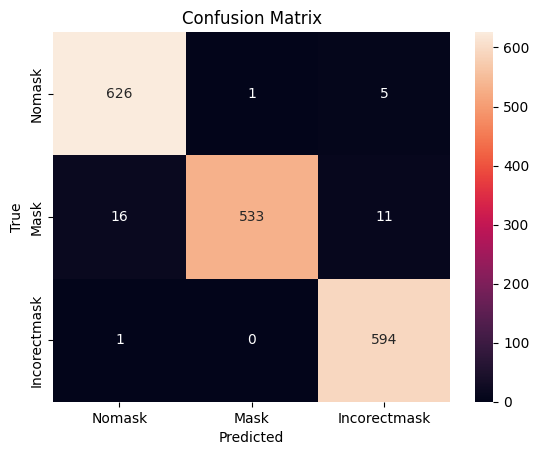 Confusion Matrix
True
Nomask
626 1 5
Mask
16 533 11
Incorectmask
1 0 594
Nomask Mask Incorectmask
Predicted
600
500
400
300
200
100
0